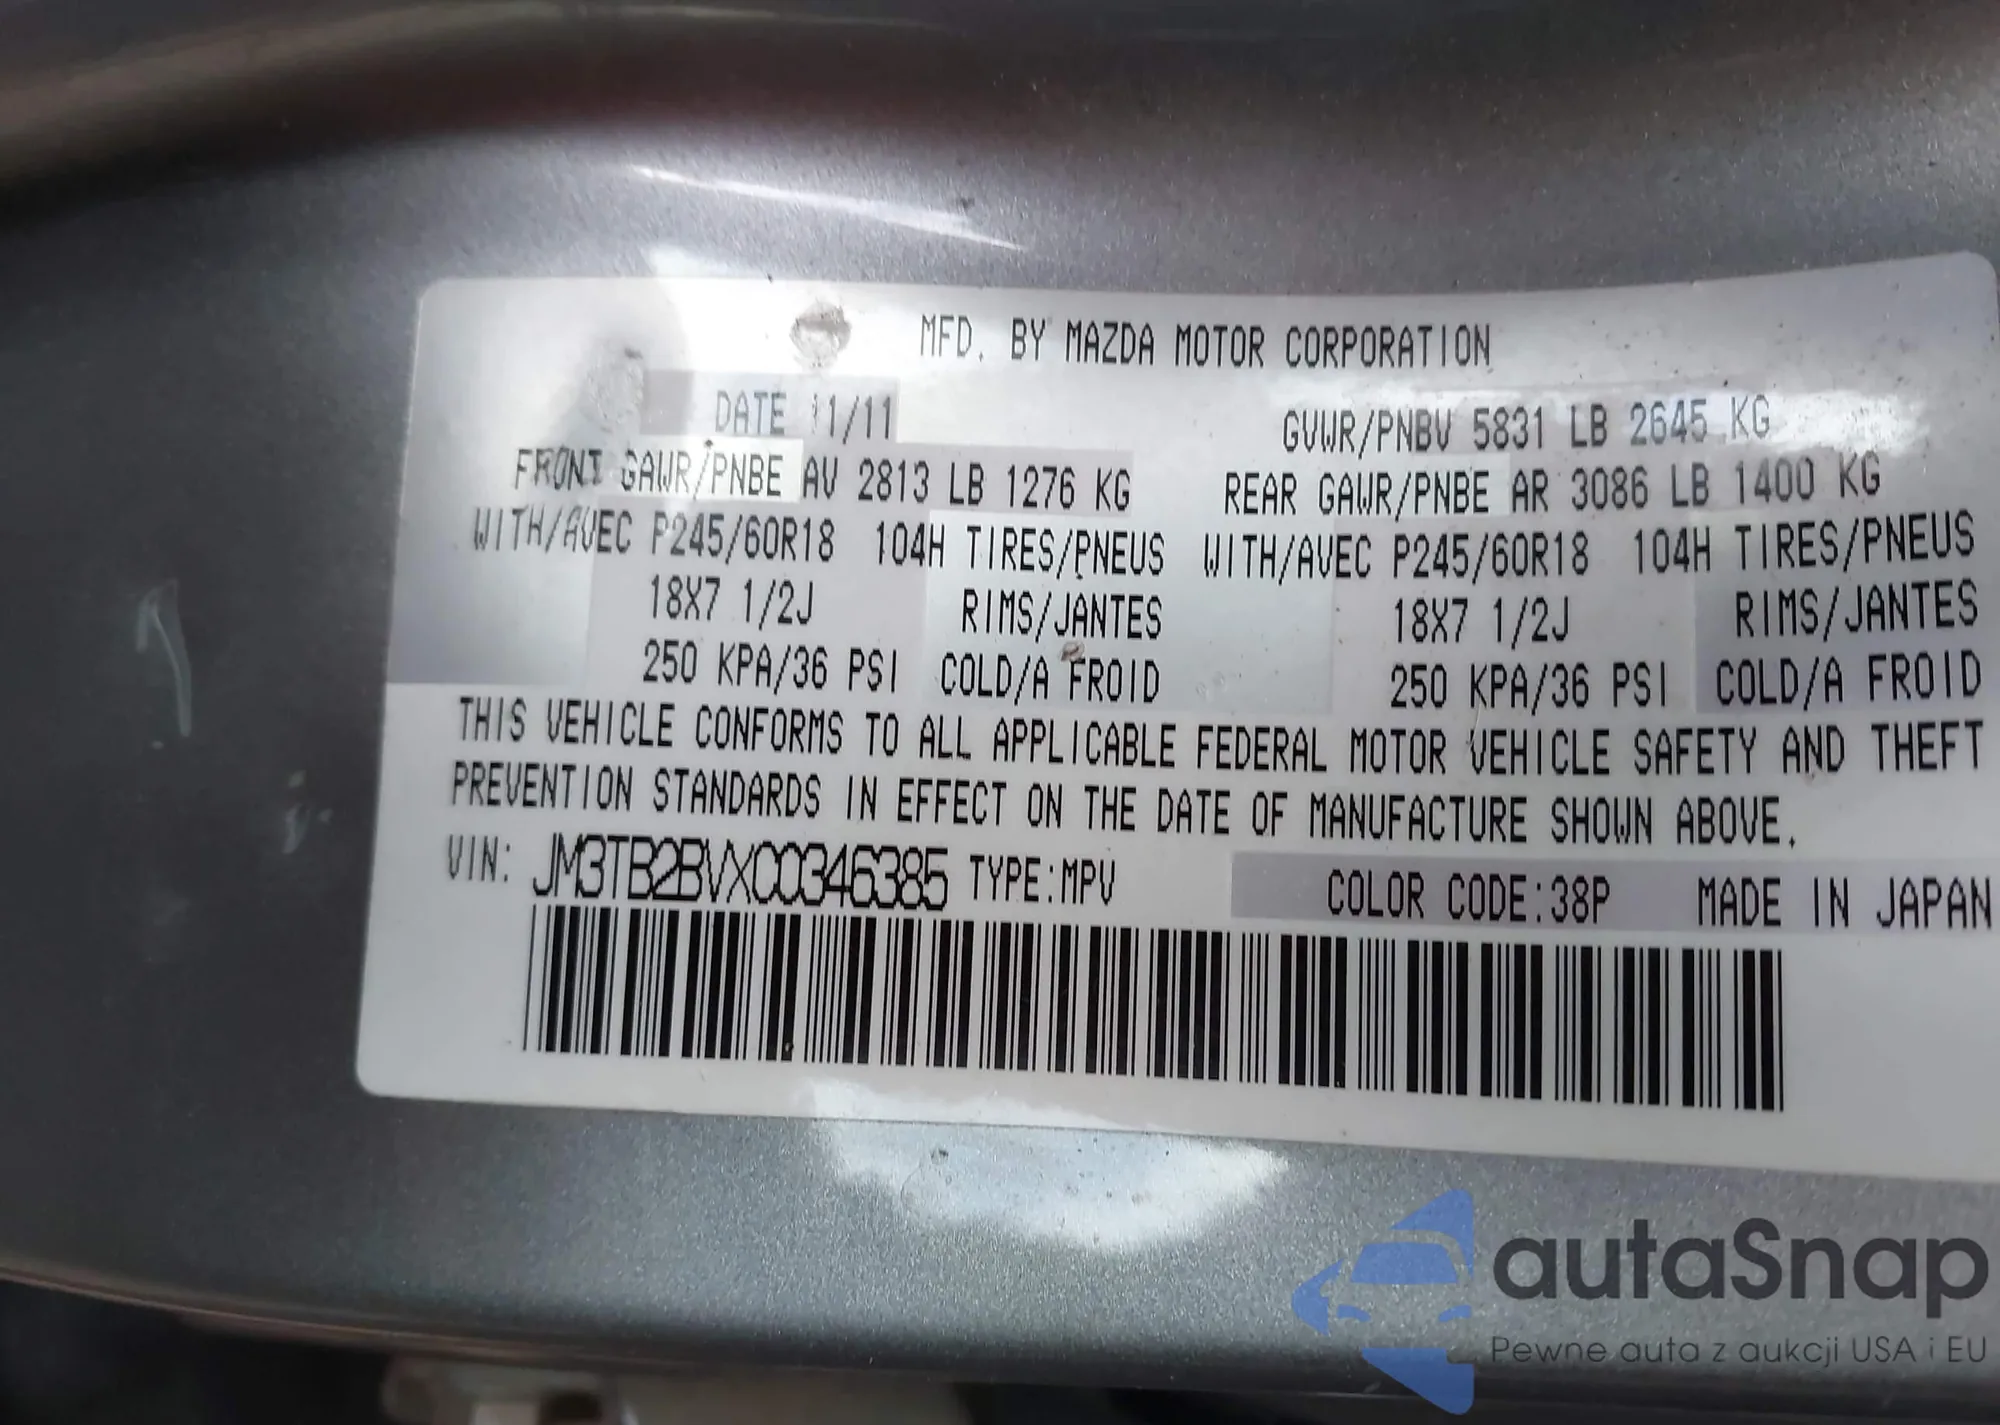 MFD. BY MAZDA MOTOR CORPORATION
DATE 11/11 GVWR/PNBV 5831 LB 2645 KG
FRONT GAWR/PNBE AV 2813 LB 1276 KG REAR GAWR/PNBE AR 3086 LB 1400 KG
WITH/AVEC P245/60R18 104H TIRES/PNEUS WITH/AVEC P245/60R18 104H TIRES/PNEUS
18X7 1/2J RIMS/JANTES 18X7 1/2J RIMS/JANTES
250 KPA/36 PSI COLD/A FROID 250 KPA/36 PSI COLD/A FROID
THIS VEHICLE CONFORMS TO ALL APPLICABLE FEDERAL MOTOR VEHICLE SAFETY AND THEFT
PREVENTION STANDARDS IN EFFECT ON THE DATE OF MANUFACTURE SHOWN ABOVE.
VIN: JM3TB2BVXC0346385 TYPE:MPV COLOR CODE:38P MADE IN JAPAN
autaSnap
Pewne auta z aukcji USA i EU